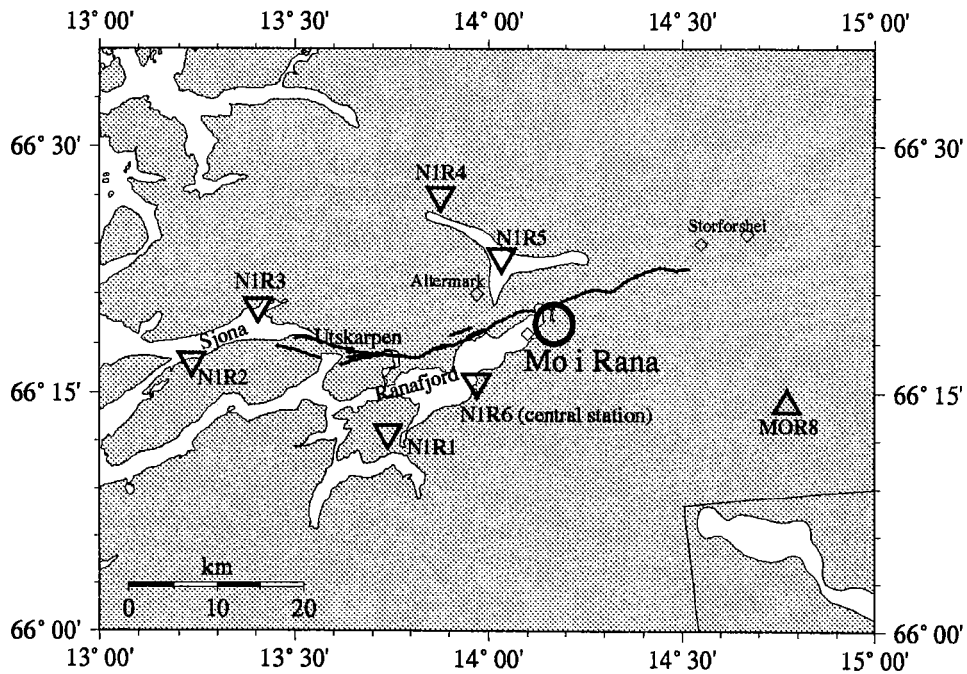 13° 00' 13° 30' 14° 00' 14° 30' 15° 00'
66° 30' 66° 30'
N1R4
Storforshei
N1R5
Altermark
N1R3
Sjona
Utskarpen
Mo i Rana
N1R2
Ranafjord
66° 15' 66° 15'
N1R6 (central station)
MOR8
N1R1
km
0 10 20
66° 00' 66° 00'
13° 00' 13° 30' 14° 00' 14° 30' 15° 00'